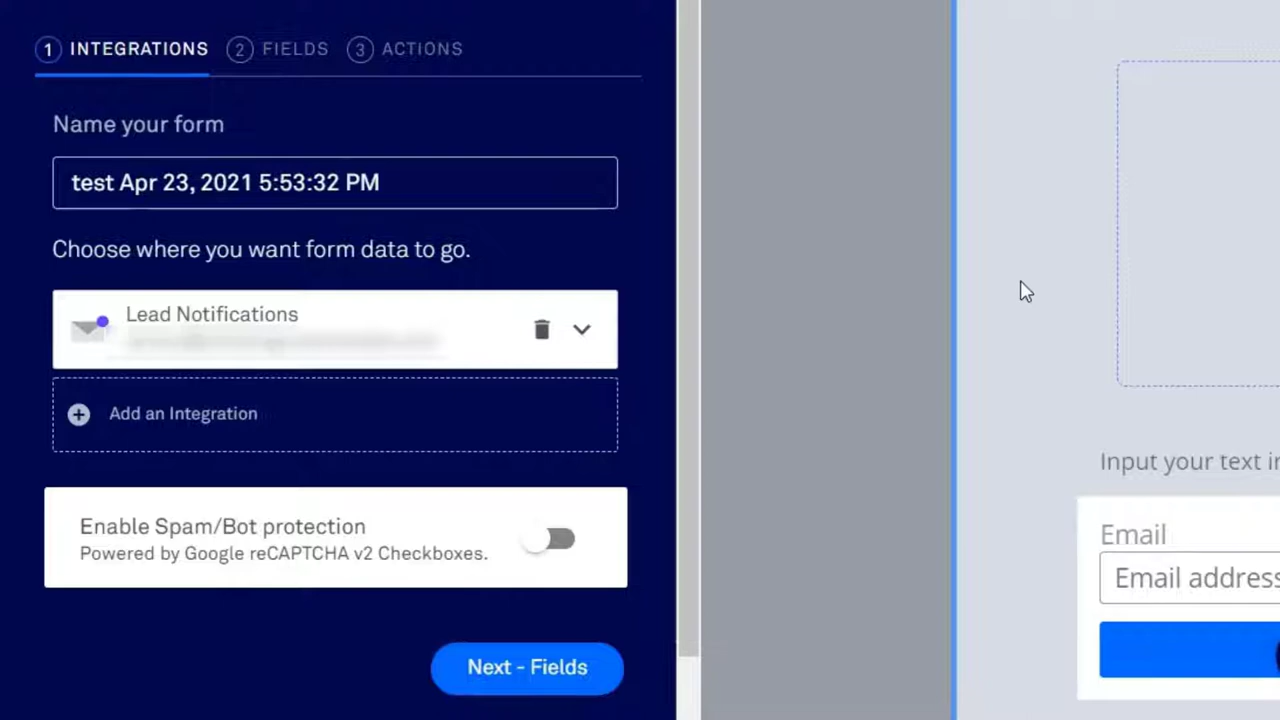 1 INTEGRATIONS 2 FIELDS 3 ACTIONS
Name your form
test Apr 23, 2021 5:53:32 PM
Choose where you want form data to go.
Lead Notifications
Add an Integration
Enable Spam/Bot protection
Powered by Google reCAPTCHA v2 Checkboxes.
Next - Fields
Input your text
Email
Email address